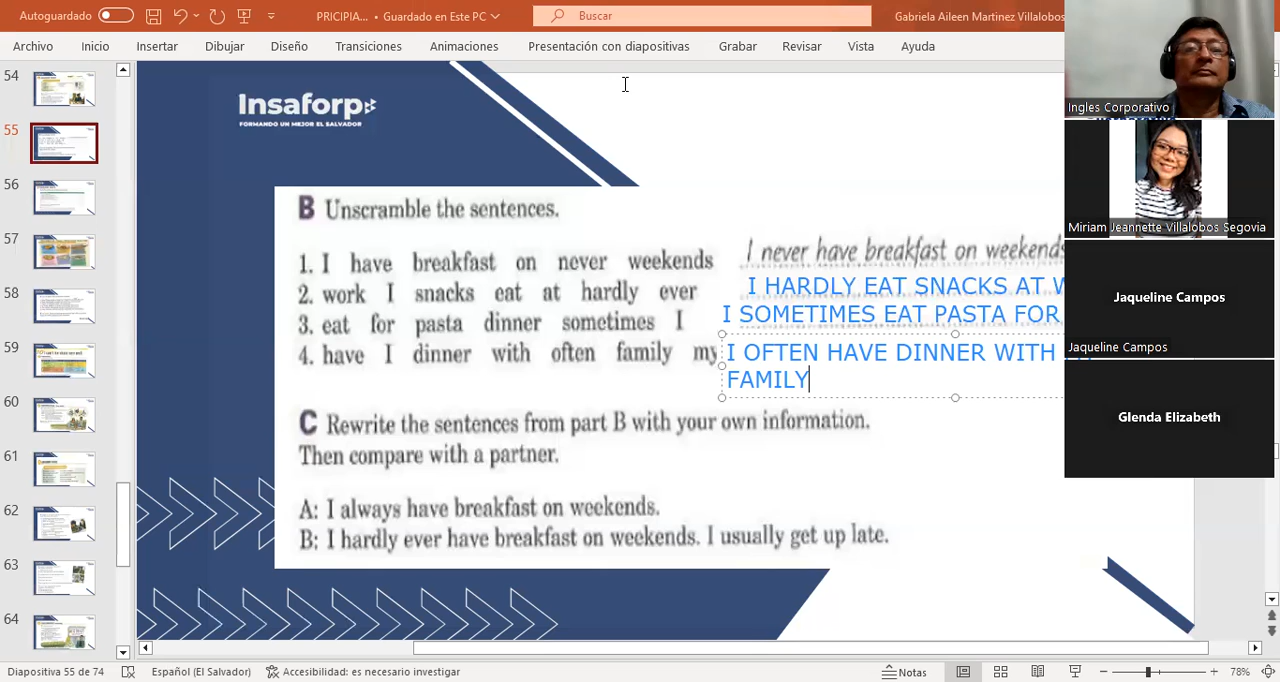 Autoguardado
PRICIPIA... • Guardado en Este PC
Buscar
Gabriela Aileen Martinez Villalobos
Archivo Inicio Insertar Dibujar Diseño Transiciones Animaciones Presentación con diapositivas Grabar Revisar Vista Ayuda
Ingles Corporativo
Miriam Jeannette Villalobos Segovia
Jaqueline Campos
Jaqueline Campos
Glenda Elizabeth
54
55
56
57
58
59
60
61
62
63
64
Insaforp
FORMANDO UN MEJOR EL SALVADOR
B Unscramble the sentences.
1. I have breakfast on never weekends
I never have breakfast on weekends
2. work I snacks eat at hardly ever
I HARDLY EAT SNACKS AT
3. eat for pasta dinner sometimes I
I SOMETIMES EAT PASTA FOR
4. have I dinner with often family my
I OFTEN HAVE DINNER WITH
FAMILY
C Rewrite the sentences from part B with your own information.
Then compare with a partner.
A: I always have breakfast on weekends.
B: I hardly ever have breakfast on weekends. I usually get up late.
Diapositiva 55 de 74 Español (El Salvador) Accesibilidad: es necesario investigar Notas 78%